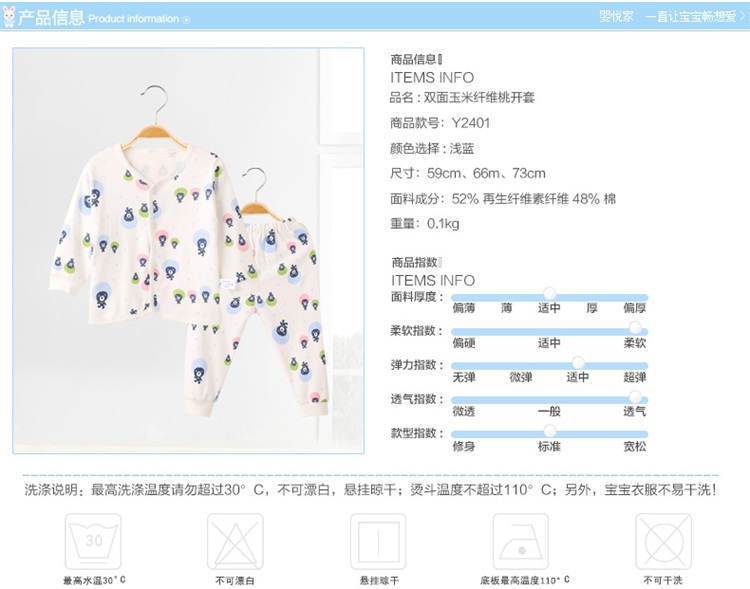 产品信息 Product information
婴悦家 一直让宝宝畅想爱
商品信息
ITEMS INFO
品名：双面玉米纤维桃开套
商品款号：Y2401
颜色选择：浅蓝
尺寸：59cm、66m、73cm
面料成分：52% 再生纤维素纤维 48% 棉
重量：0.1kg
商品指数
ITEMS INFO
面料厚度：
偏薄 薄 适中 厚 偏厚
柔软指数：
偏硬 适中 柔软
弹力指数：
无弹 微弹 适中 超弹
透气指数：
微透 一般 透气
款型指数：
修身 标准 宽松
洗涤说明：最高洗涤温度请勿超过30°C，不可漂白，悬挂晾干；烫斗温度不超过110°C；另外，宝宝衣服不易干洗！
30
最高水温30°C 不可漂白 悬挂晾干 底板最高温度110°C 不可干洗